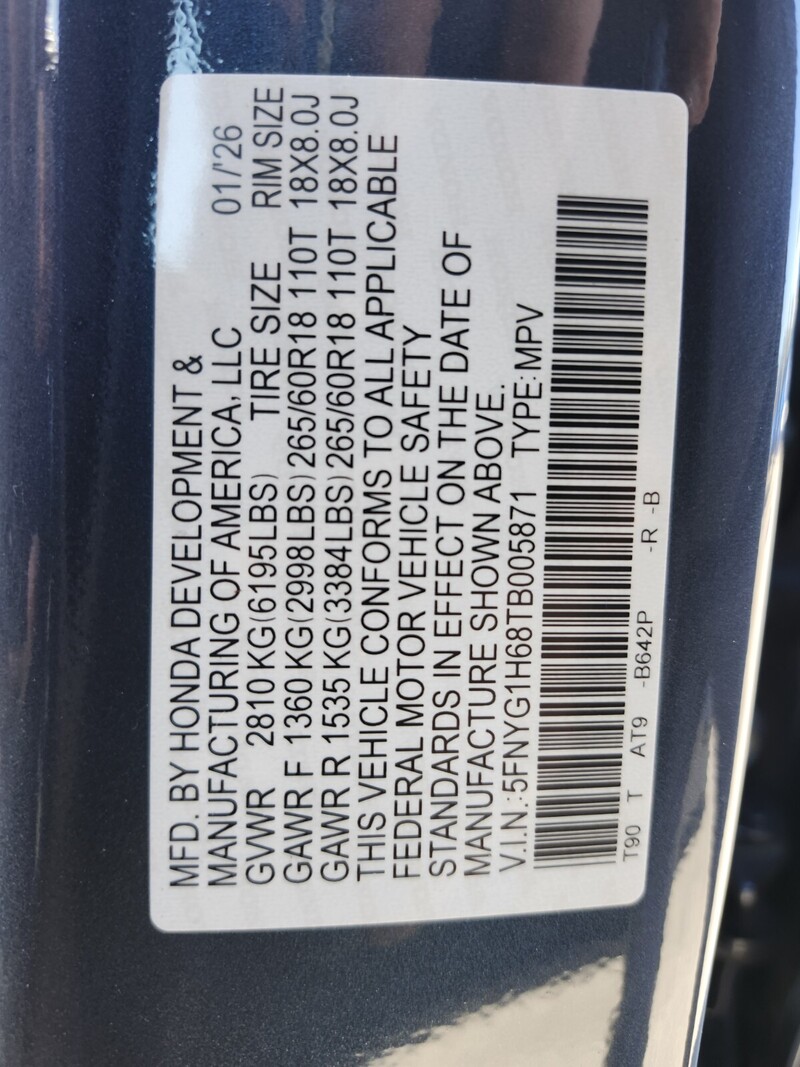 MFD. BY HONDA DEVELOPMENT &
MANUFACTURING OF AMERICA, LLC 01/'26
GVWR 2810 KG(6195LBS) TIRE SIZE RIM SIZE
GAWR F 1360 KG(2998LBS) 265/60R18 110T 18X8.0J
GAWR R 1535 KG(3384LBS) 265/60R18 110T 18X8.0J
THIS VEHICLE CONFORMS TO ALL APPLICABLE
FEDERAL MOTOR VEHICLE SAFETY
STANDARDS IN EFFECT ON THE DATE OF
MANUFACTURE SHOWN ABOVE.
V.I.N.:5FNYG1H68TB005871 TYPE:MPV
T90 T AT9 -B642P -R -B